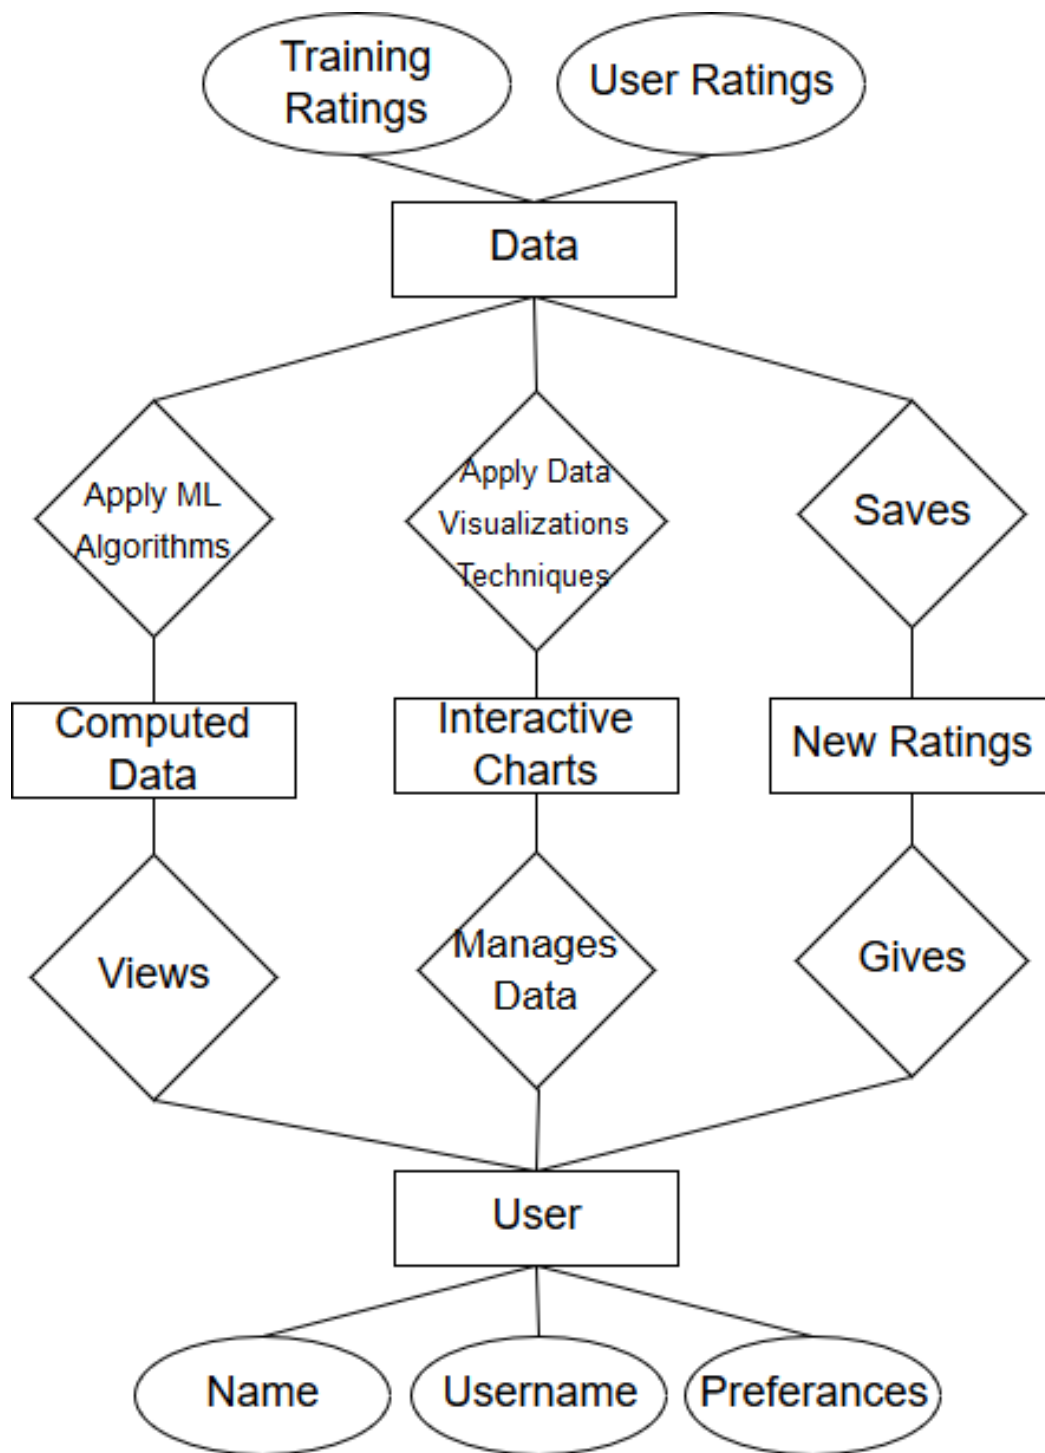 Training
Ratings
User Ratings
Data
Apply ML
Algorithms
Apply Data
Visualizations
Techniques
Saves
Computed
Data
Interactive
Charts
New Ratings
Views
Manages
Data
Gives
User
Name
Username
Preferances